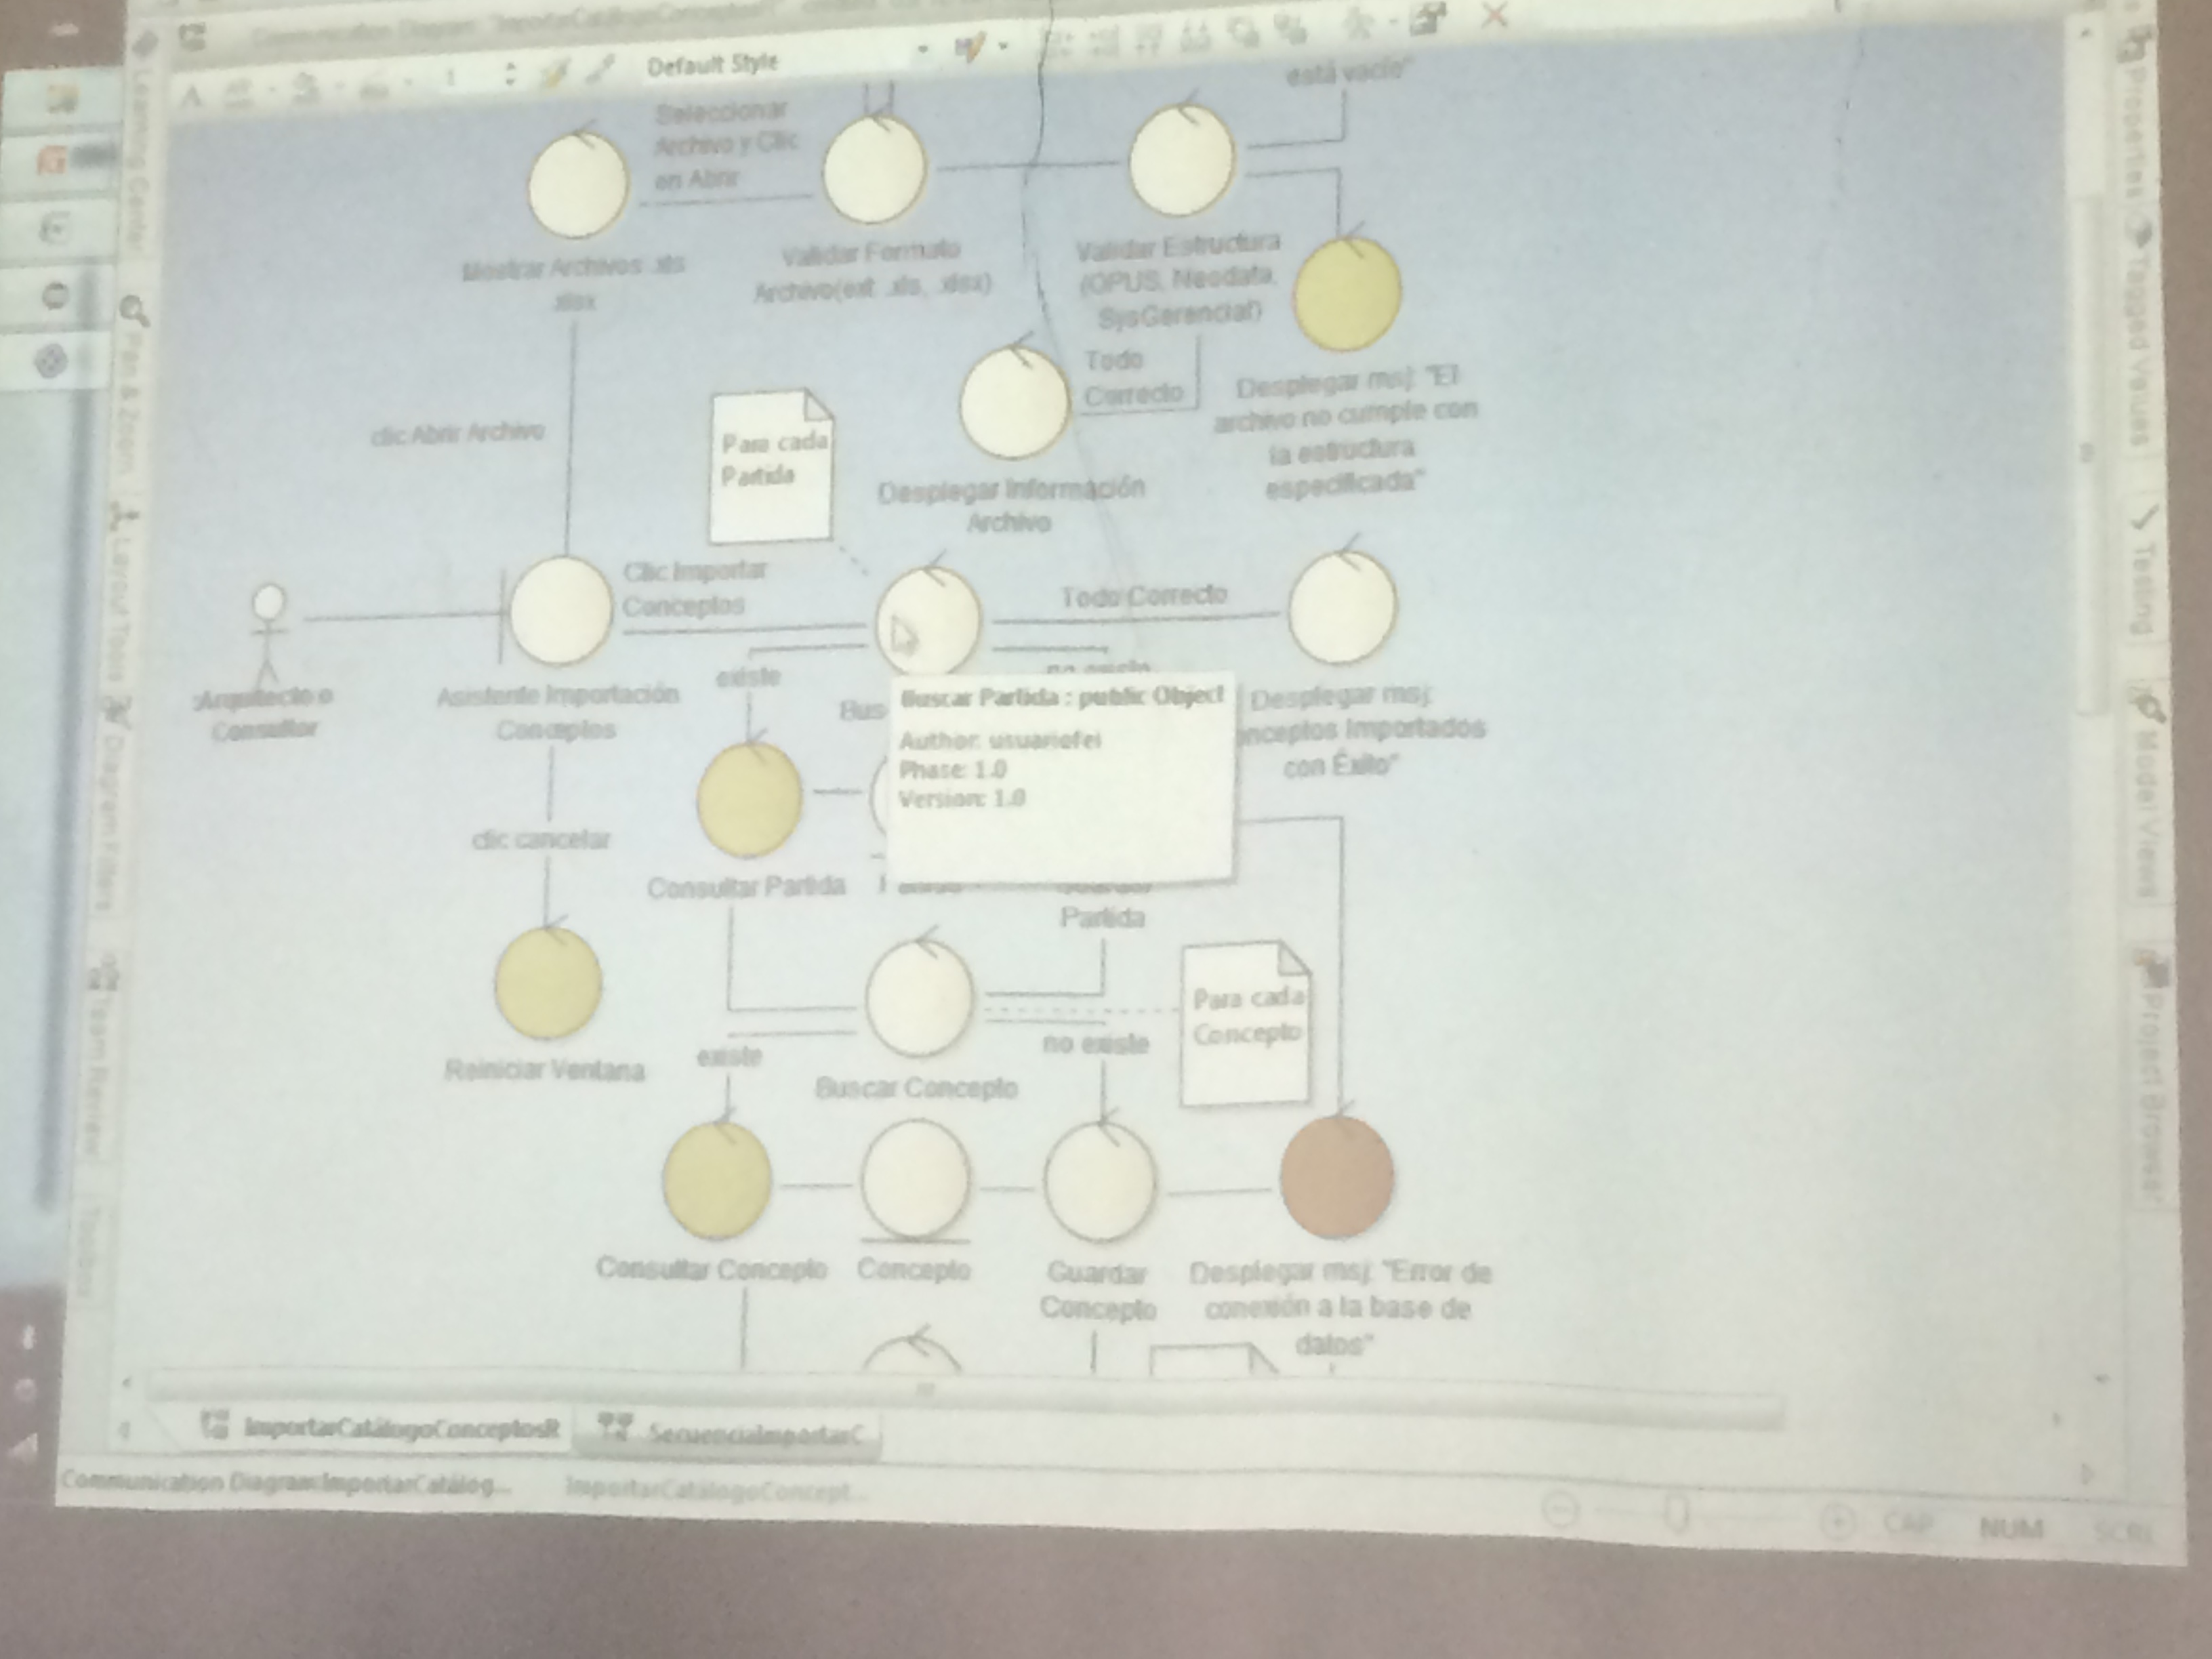 Default Style
está vacío"
Seleccionar
Archivo y Clic
en Abrir
Mostrar Archivos .xls
.xlsx
Validar Formato
Archivo(ext .xls, .xlsx)
Validar Estructura
(OPUS, Neodata,
SysGerencial)
Todo
Correcto
Desplegar msj: "El
archivo no cumple con
la estructura
especificada"
clic Abrir Archivo
Para cada
Partida
Desplegar Información
Archivo
Clic Importar
Conceptos
Todo Correcto
:Arquitecto o
Consultor
Asistente Importación
Conceptos
existe
no existe
Bus
Buscar Partida : public Object
Author: usuariofei
Phase: 1.0
Version: 1.0
Desplegar msj:
nceptos Importados
con Éxito"
clic cancelar
Consultar Partida
Partida
Para cada
Concepto
Reiniciar Ventana
existe
no existe
Buscar Concepto
Consultar Concepto
Concepto
Guardar
Concepto
Desplegar msj: "Error de
conexión a la base de
datos"
ImportarCatálogoConceptosR
SecuenciaImportarC
Communication Diagram:ImportarCatálog...
ImportarCatálogoConcept...
CAP
NUM
SCRL
Learning Center
Pan & Zoom
Layout Tools
Diagram Filters
Team Review
Toolbox
Properties
Tagged Values
Testing
Model Views
Project Browser